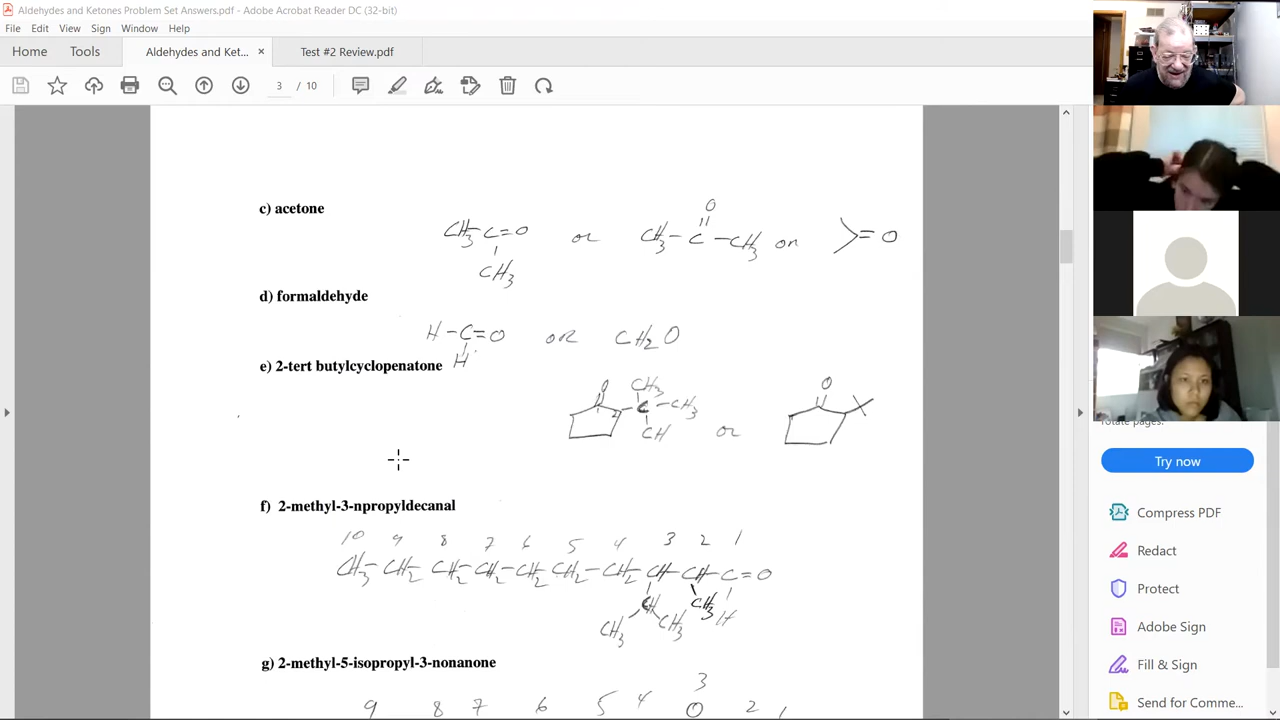 Aldehydes and Ketones Problem Set Answers.pdf - Adobe Acrobat Reader DC (32-bit)
File Edit View Sign Window Help
Home Tools Aldehydes and Ket... × Test #2 Review.pdf
3 / 10
c) acetone
O
CH3-C=O or CH3-C-CH3 or =O
CH3
d) formaldehyde
H-C=O OR CH2O
H
e) 2-tert butylcyclopenatone
O CH3 O
C-CH3
CH or
f) 2-methyl-3-npropyldecanal
10 9 8 7 6 5 4 3 2 1
CH3-CH2-CH2-CH2-CH2-CH2-CH2-CH-CH-C=O
CH CH3 H
CH3 CH3
g) 2-methyl-5-isopropyl-3-nonanone
3
9 8 7 6 5 4 O 2 1
rotate pages.
Try now
Compress PDF
Redact
Protect
Adobe Sign
Fill & Sign
Send for Comme...